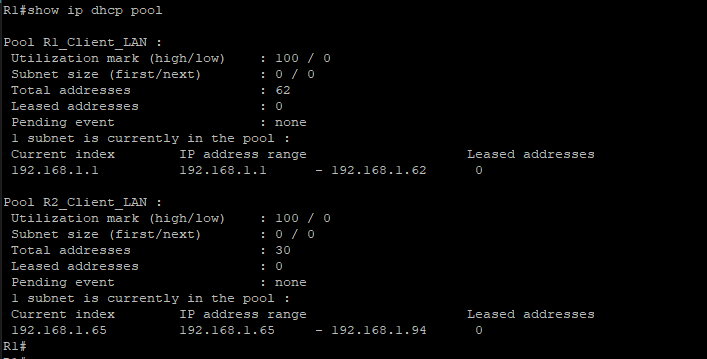 R1#show ip dhcp pool
Pool R1_Client_LAN :
Utilization mark (high/low) : 100 / 0
Subnet size (first/next) : 0 / 0
Total addresses : 62
Leased addresses : 0
Pending event : none
1 subnet is currently in the pool :
Current index IP address range Leased addresses
192.168.1.1 192.168.1.1 - 192.168.1.62 0
Pool R2_Client_LAN :
Utilization mark (high/low) : 100 / 0
Subnet size (first/next) : 0 / 0
Total addresses : 30
Leased addresses : 0
Pending event : none
1 subnet is currently in the pool :
Current index IP address range Leased addresses
192.168.1.65 192.168.1.65 - 192.168.1.94 0
R1#